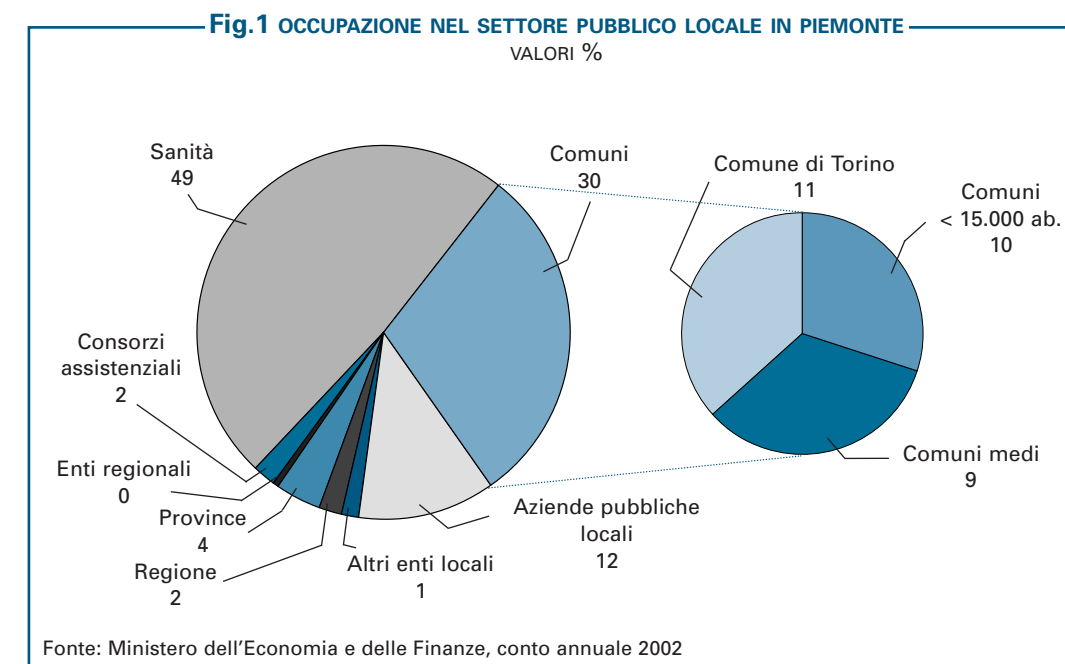 Fig.1 OCCUPAZIONE NEL SETTORE PUBBLICO LOCALE IN PIEMONTE
VALORI %
Sanità
49
Comuni
30
Comune di Torino
11
Comuni
< 15.000 ab.
10
Consorzi
assistenziali
2
Enti regionali
0
Province
4
Regione
2
Altri enti locali
1
Aziende pubbliche
locali
12
Comuni medi
9
Fonte: Ministero dell'Economia e delle Finanze, conto annuale 2002